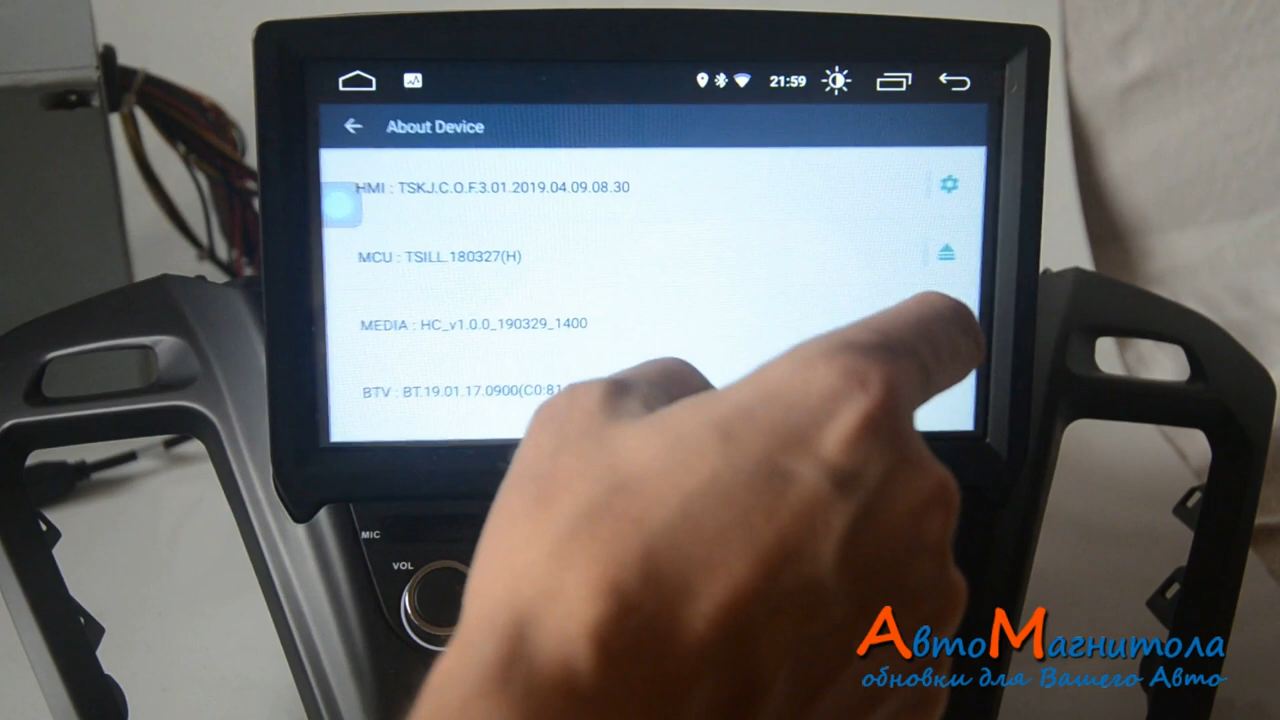 21:59
About Device
HMI : TSKJ.C.O.F.3.01.2019.04.09.08.30
MCU : TSILL.180327(H)
MEDIA : HC_v1.0.0_190329_1400
BTV : BT.19.01.17.0900(C0:81
MIC
VOL
АвтоМагнитола
обновки для Вашего Авто